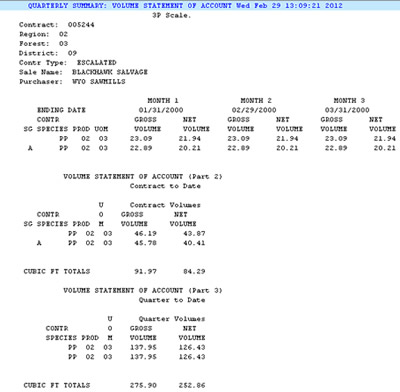 QUARTERLY SUMMARY: VOLUME STATEMENT OF ACCOUNT Wed Feb 29 13:09:21 2012
3P Scale.
Contract: 005244
Region: 02
Forest: 03
District: 09
Contr Type: ESCALATED
Sale Name: BLACKHAWK SALVAGE
Purchaser: WYO SAWMILLS
MONTH 1 MONTH 2 MONTH 3
ENDING DATE 01/31/2000 02/29/2000 03/31/2000
CONTR GROSS NET GROSS NET GROSS NET
SG SPECIES PROD UOM VOLUME VOLUME VOLUME VOLUME VOLUME VOLUME
PP 02 03 23.09 21.94 23.09 21.94 23.09 21.94
A PP 02 03 22.89 20.21 22.89 20.21 22.89 20.21
VOLUME STATEMENT OF ACCOUNT (Part 2)
Contract to Date
U Contract Volumes
CONTR O GROSS NET
SG SPECIES PROD M VOLUME VOLUME
PP 02 03 46.19 43.87
A PP 02 03 45.78 40.41
CUBIC FT TOTALS 91.97 84.29
VOLUME STATEMENT OF ACCOUNT (Part 3)
Quarter to Date
U Quarter Volumes
CONTR O GROSS NET
SPECIES PROD M VOLUME VOLUME
PP 02 03 137.95 126.43
PP 02 03 137.95 126.43
CUBIC FT TOTALS 275.90 252.86